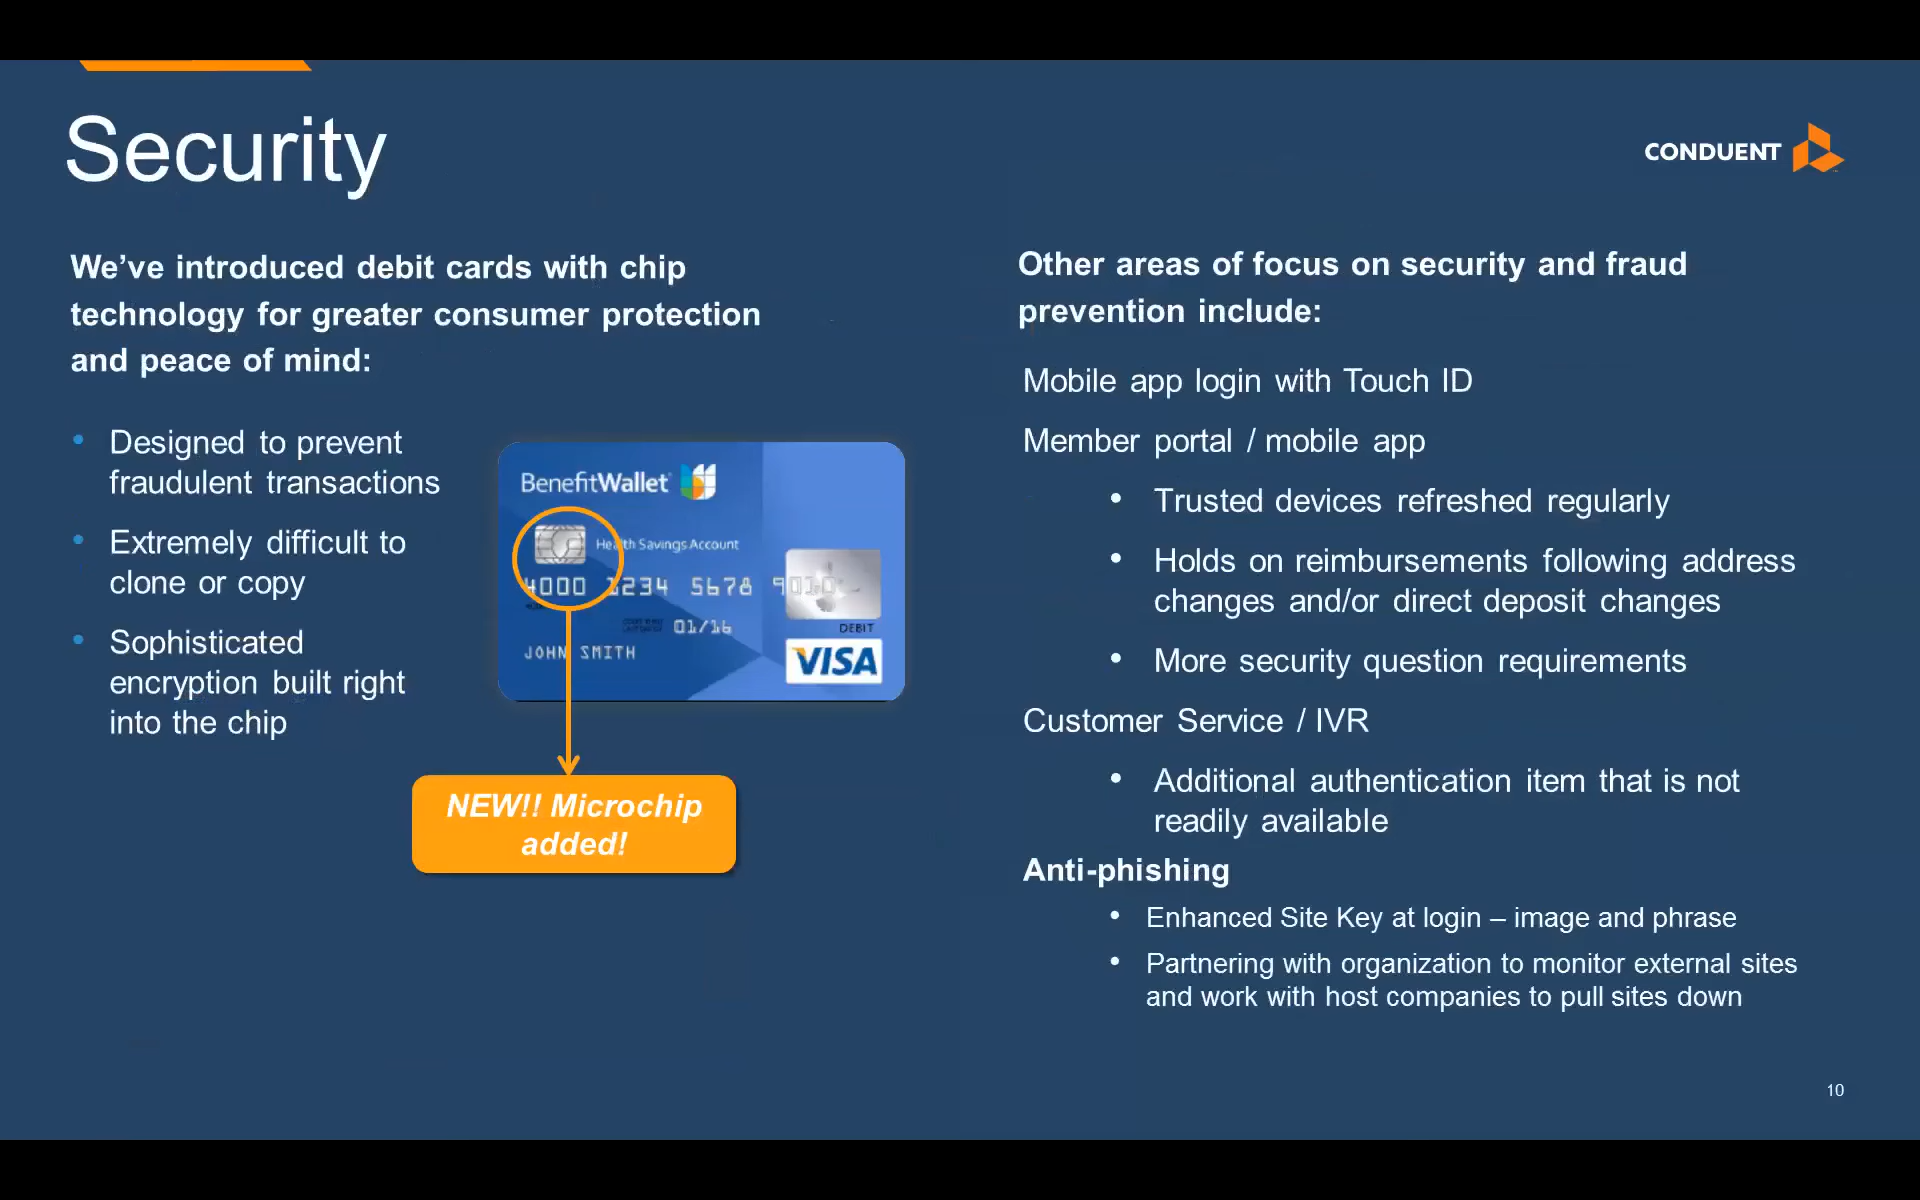 Security
CONDUENT
We’ve introduced debit cards with chip
technology for greater consumer protection
and peace of mind:
• Designed to prevent
fraudulent transactions
• Extremely difficult to
clone or copy
• Sophisticated
encryption built right
into the chip
BenefitWallet
Health Savings Account
4000 1234 5678 9010
01/16
JOHN SMITH
DEBIT
VISA
NEW!! Microchip
added!
Other areas of focus on security and fraud
prevention include:
Mobile app login with Touch ID
Member portal / mobile app
• Trusted devices refreshed regularly
• Holds on reimbursements following address
changes and/or direct deposit changes
• More security question requirements
Customer Service / IVR
• Additional authentication item that is not
readily available
Anti-phishing
• Enhanced Site Key at login – image and phrase
• Partnering with organization to monitor external sites
and work with host companies to pull sites down
10